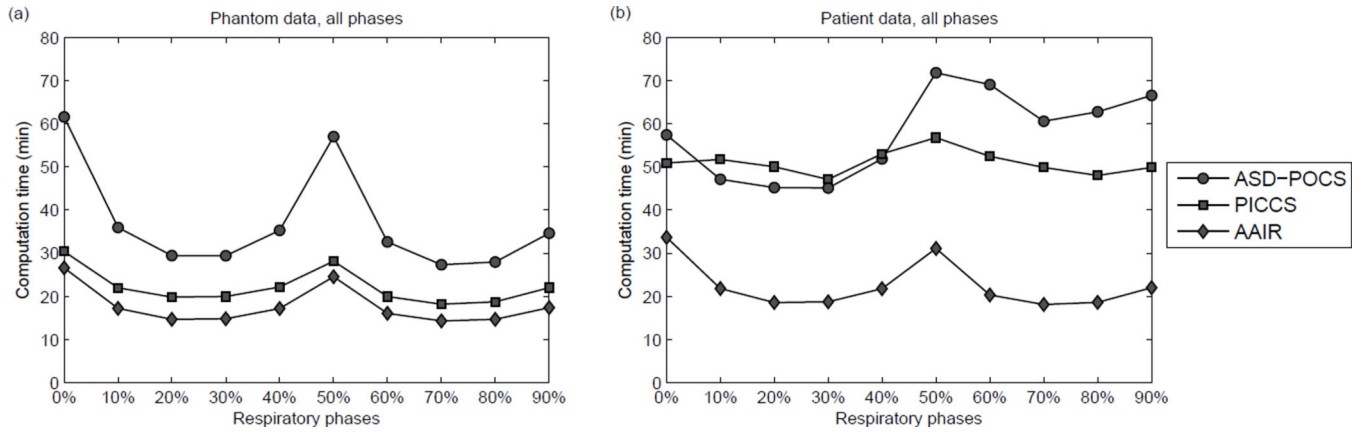 (a)
Phantom data, all phases
80
70
60
50
40
30
20
10
0
Computation time (min)
0% 10% 20% 30% 40% 50% 60% 70% 80% 90%
Respiratory phases
(b)
Patient data, all phases
80
70
60
50
40
30
20
10
0
Computation time (min)
0% 10% 20% 30% 40% 50% 60% 70% 80% 90%
Respiratory phases
ASD-POCS
PICCS
AAIR